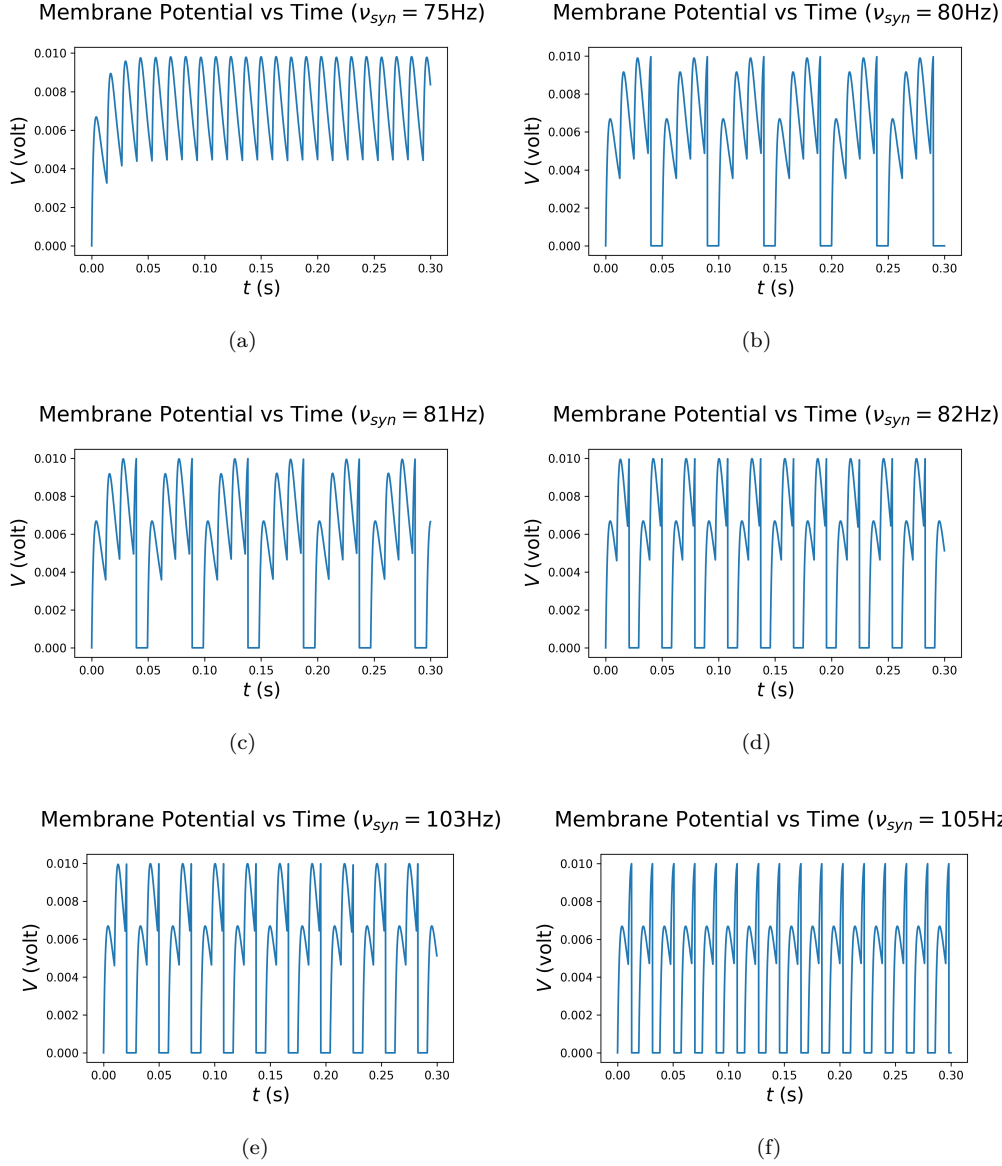 Membrane Potential vs Time (ν_syn = 75Hz)
V (volt)
0.010
0.008
0.006
0.004
0.002
0.000
0.00 0.05 0.10 0.15 0.20 0.25 0.30
t (s)
(a)
Membrane Potential vs Time (ν_syn = 80Hz)
V (volt)
0.010
0.008
0.006
0.004
0.002
0.000
0.00 0.05 0.10 0.15 0.20 0.25 0.30
t (s)
(b)
Membrane Potential vs Time (ν_syn = 81Hz)
V (volt)
0.010
0.008
0.006
0.004
0.002
0.000
0.00 0.05 0.10 0.15 0.20 0.25 0.30
t (s)
(c)
Membrane Potential vs Time (ν_syn = 82Hz)
V (volt)
0.010
0.008
0.006
0.004
0.002
0.000
0.00 0.05 0.10 0.15 0.20 0.25 0.30
t (s)
(d)
Membrane Potential vs Time (ν_syn = 103Hz)
V (volt)
0.010
0.008
0.006
0.004
0.002
0.000
0.00 0.05 0.10 0.15 0.20 0.25 0.30
t (s)
(e)
Membrane Potential vs Time (ν_syn = 105Hz
V (volt)
0.010
0.008
0.006
0.004
0.002
0.000
0.00 0.05 0.10 0.15 0.20 0.25 0.30
t (s)
(f)